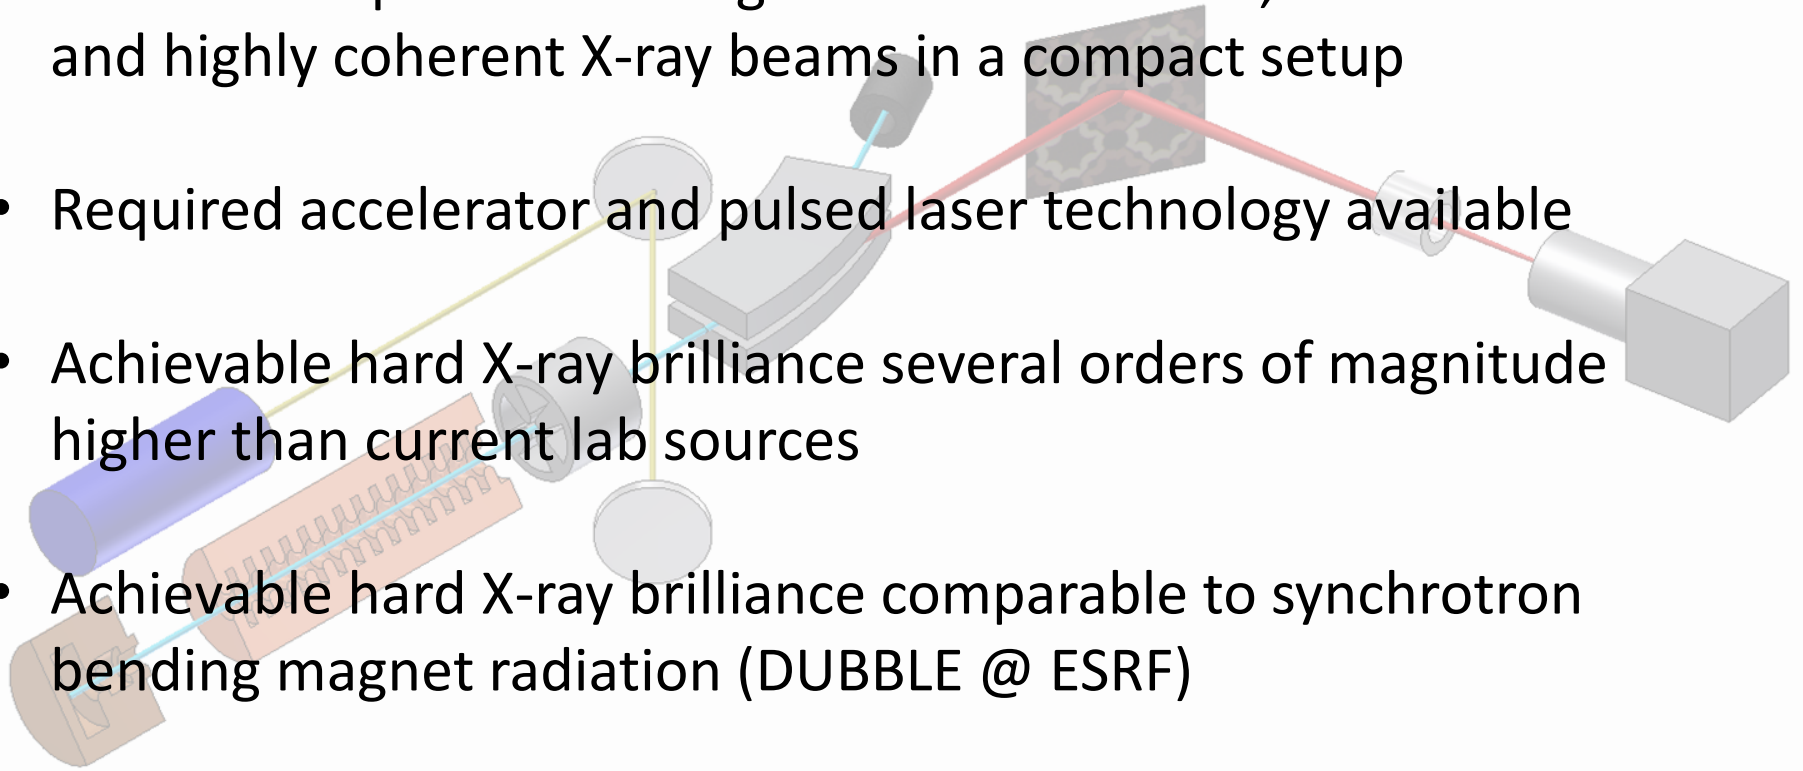 and highly coherent X-ray beams in a compact setup
• Required accelerator and pulsed laser technology available
• Achievable hard X-ray brilliance several orders of magnitude
higher than current lab sources
• Achievable hard X-ray brilliance comparable to synchrotron
bending magnet radiation (DUBBLE @ ESRF)